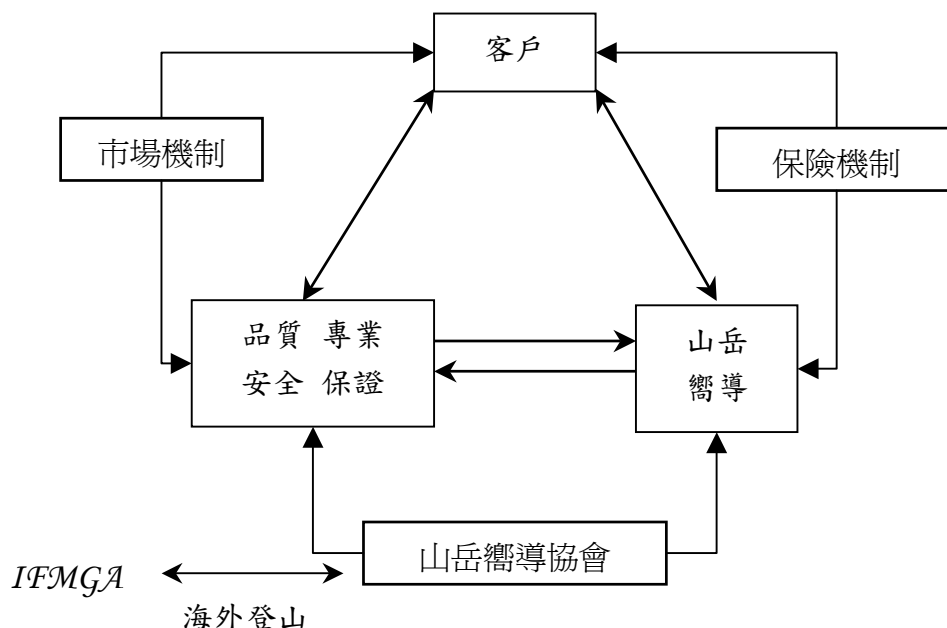 客戶
市場機制
保險機制
品質 專業
安全 保證
山岳
嚮導
山岳嚮導協會
IFMGA
海外登山